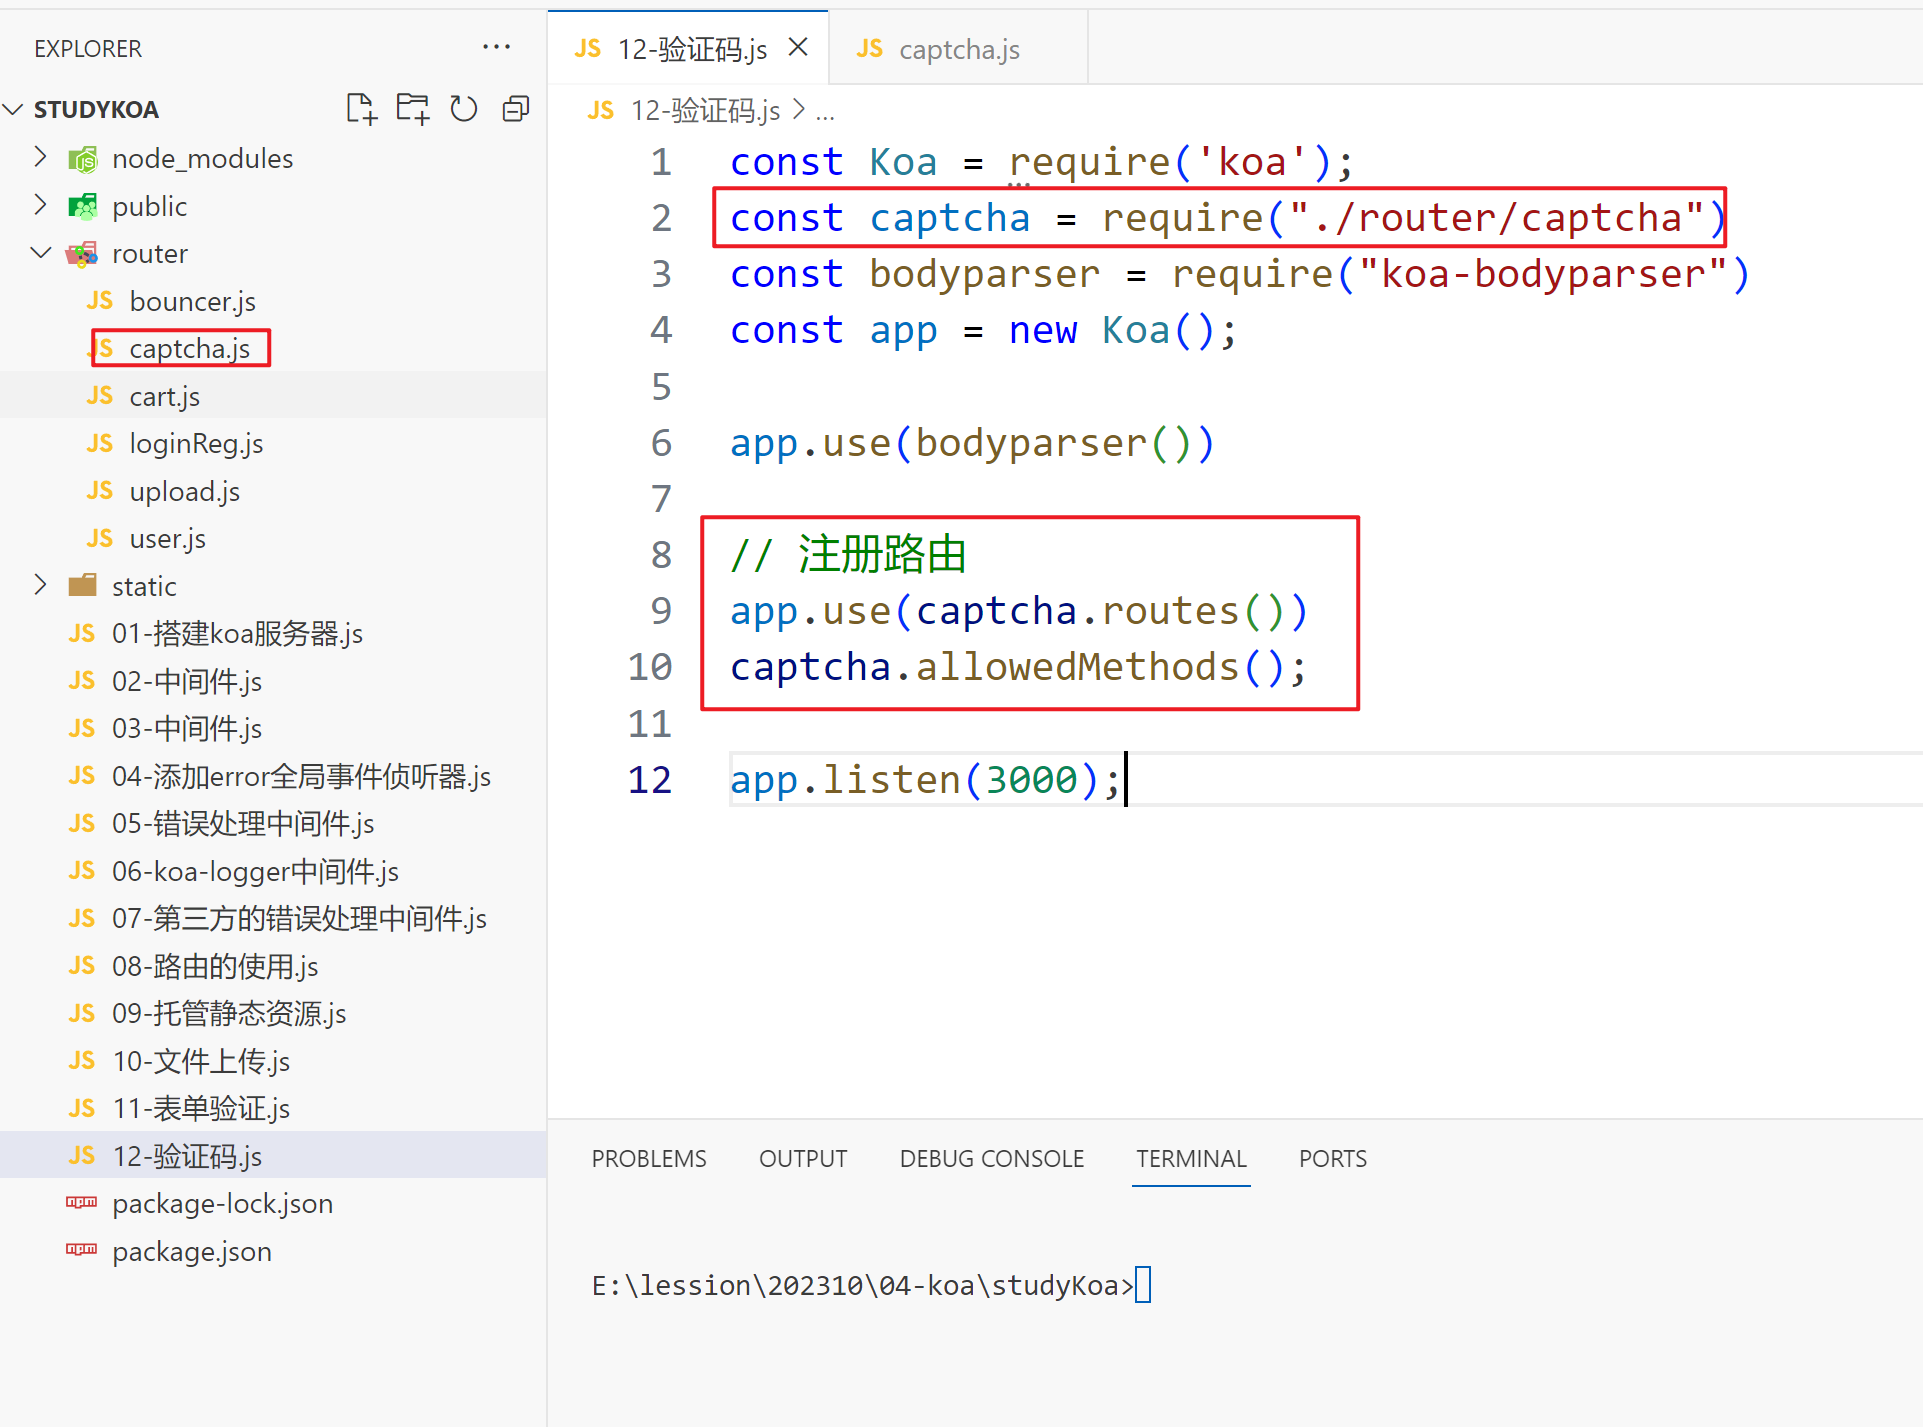 EXPLORER
STUDYKOA
node_modules
public
router
JS bouncer.js
JS captcha.js
JS cart.js
JS loginReg.js
JS upload.js
JS user.js
static
JS 01-搭建koa服务器.js
JS 02-中间件.js
JS 03-中间件.js
JS 04-添加error全局事件侦听器.js
JS 05-错误处理中间件.js
JS 06-koa-logger中间件.js
JS 07-第三方的错误处理中间件.js
JS 08-路由的使用.js
JS 09-托管静态资源.js
JS 10-文件上传.js
JS 11-表单验证.js
JS 12-验证码.js
package-lock.json
package.json
JS 12-验证码.js
JS captcha.js
JS 12-验证码.js > ...
1 const Koa = require('koa');
2 const captcha = require("./router/captcha")
3 const bodyparser = require("koa-bodyparser")
4 const app = new Koa();
5
6 app.use(bodyparser())
7
8 // 注册路由
9 app.use(captcha.routes())
10 captcha.allowedMethods();
11
12 app.listen(3000);
PROBLEMS OUTPUT DEBUG CONSOLE TERMINAL PORTS
E:\lession\202310\04-koa\studyKoa>